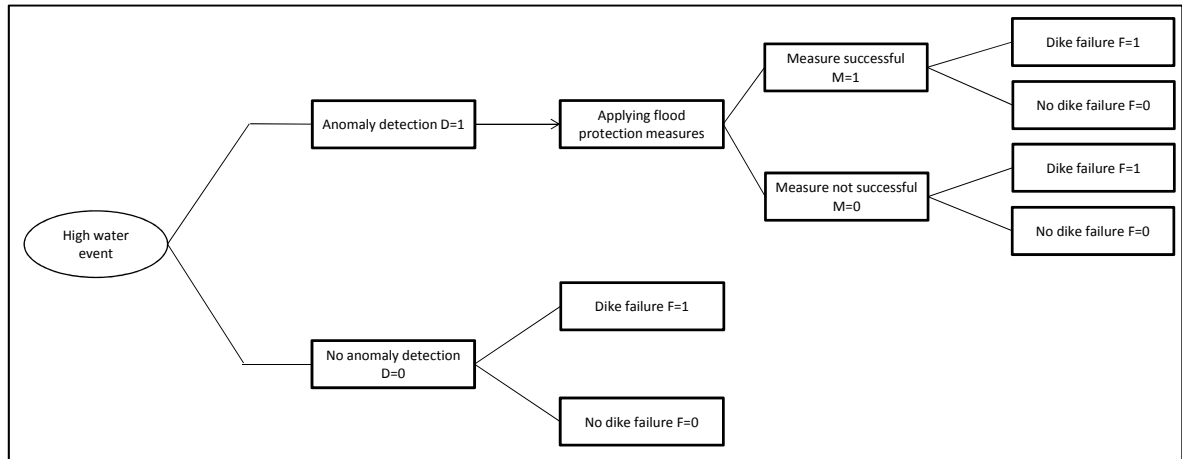 High water
event
Anomaly detection D=1
Applying flood
protection measures
Measure successful
M=1
Dike failure F=1
No dike failure F=0
Measure not successful
M=0
Dike failure F=1
No dike failure F=0
No anomaly detection
D=0
Dike failure F=1
No dike failure F=0